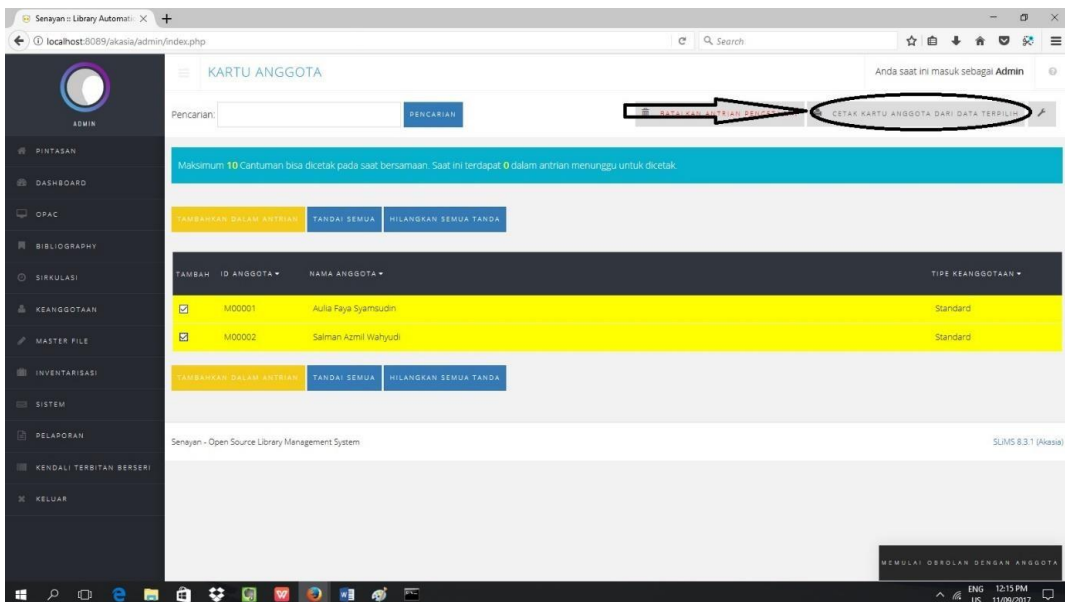 Senayan :: Library Automati
localhost:8089/akasia/admin/index.php
Search
ADMIN
KARTU ANGGOTA
Anda saat ini masuk sebagai Admin
Pencarian:
PENCARIAN
BATALKAN ANTRIAN
CETAK KARTU ANGGOTA DARI DATA TERPILIH
Maksimum 10 Cantuman bisa dicetak pada saat bersamaan. Saat ini terdapat 0 dalam antrian menunggu untuk dicetak.
PINTASAN
DASHBOARD
OPAC
BIBLIOGRAPHY
SIRKULASI
KEANGGOTAAN
MASTER FILE
INVENTARISASI
SISTEM
PELAPORAN
KENDALI TERBITAN BERSERI
KELUAR
TAMBAHKAN DALAM ANTRIAN TANDAI SEMUA HILANGKAN SEMUA TANDA
TAMBAH ID ANGGOTA NAMA ANGGOTA TIPE KEANGGOTAAN
M00001 Aulia Faya Syamsudin Standard
M00002 Salman Azmil Wahyudi Standard
TAMBAHKAN DALAM ANTRIAN TANDAI SEMUA HILANGKAN SEMUA TANDA
Senayan - Open Source Library Management System SLiMS 8.3.1 (Akasia)
MEMULAI OBROLAN DENGAN ANGGOTA
ENG 12:15 PM
US 11/09/2017